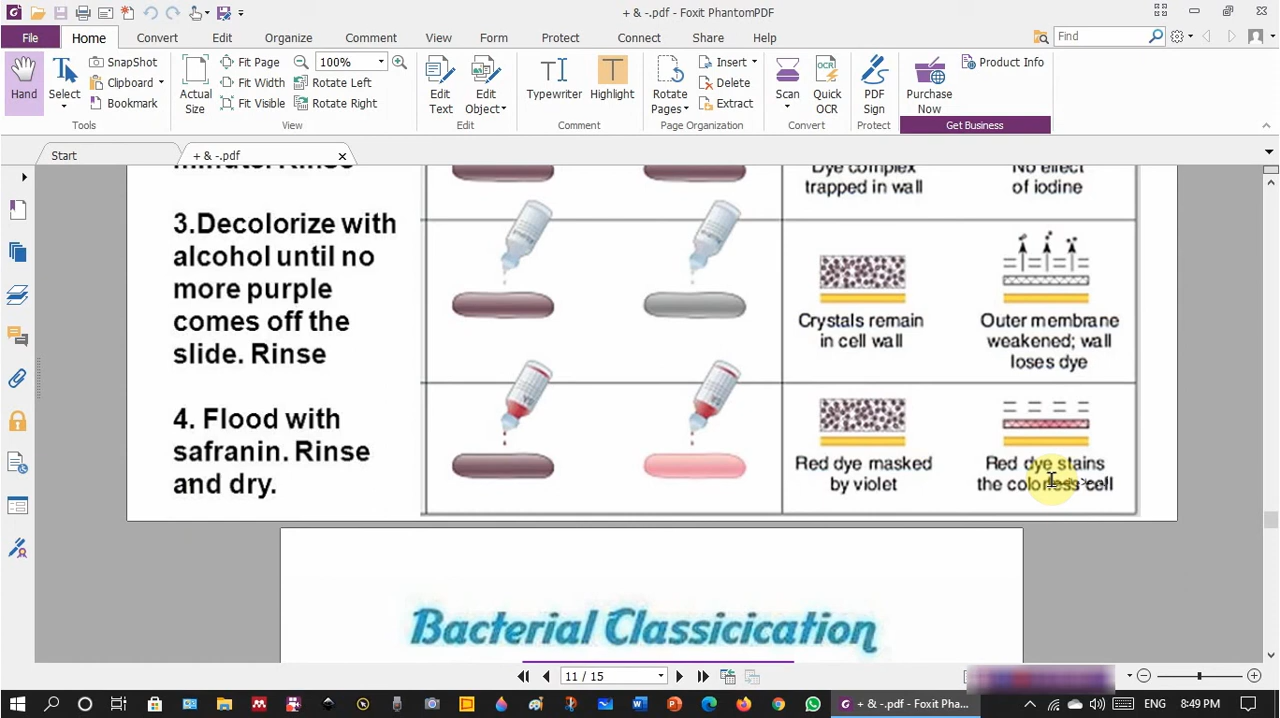 + & -.pdf - Foxit PhantomPDF
File Home Convert Edit Organize Comment View Form Protect Connect Share Help Find
Hand
Select
SnapShot
Clipboard
Bookmark
Tools
Actual Size
Fit Page
Fit Width
Fit Visible
100%
Rotate Left
Rotate Right
View
Edit Text
Edit Object
Edit
Typewriter
Highlight
Comment
Rotate Pages
Insert
Delete
Extract
Page Organization
Scan
Quick OCR
Convert
PDF Sign
Protect
Purchase Now
Product Info
Get Business
Start
+ & -.pdf
minute. Rinse
3.Decolorize with
alcohol until no
more purple
comes off the
slide. Rinse
4. Flood with
safranin. Rinse
and dry.
Dye complex
trapped in wall
No effect
of iodine
Crystals remain
in cell wall
Outer membrane
weakened; wall
loses dye
Red dye masked
by violet
Red dye stains
the colorless cell
Bacterial Classicication
11 / 15
+ & -.pdf - Foxit Pha...
ENG
8:49 PM